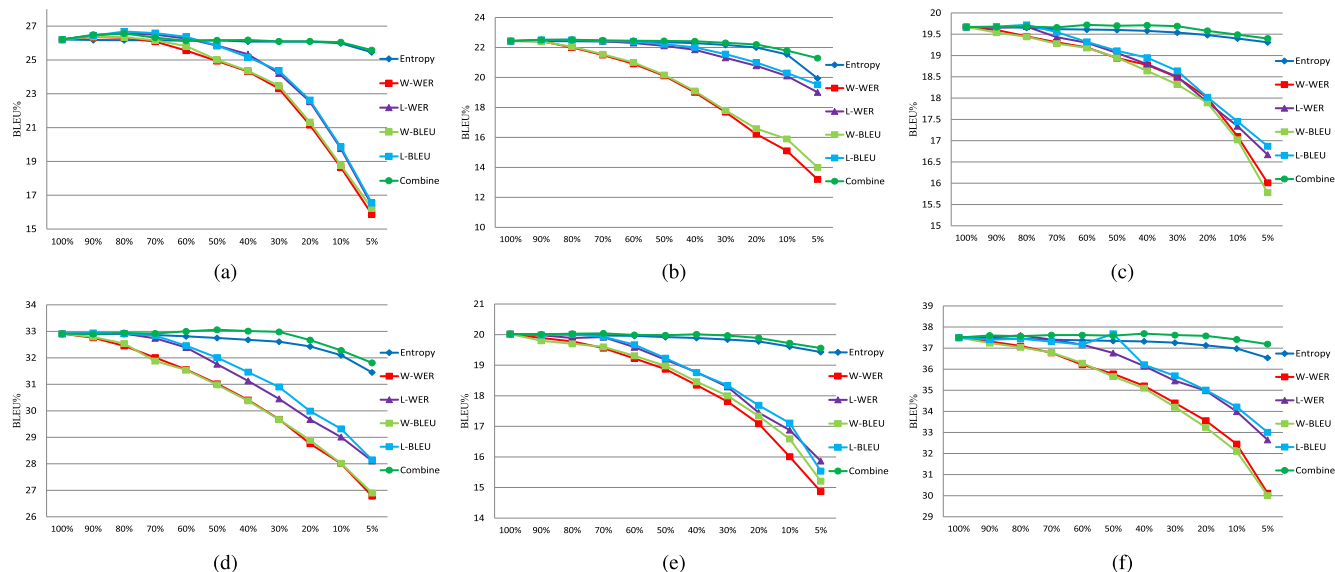 27
25
23
21
19
17
15
BLEU%
100% 90% 80% 70% 60% 50% 40% 30% 20% 10% 5%
Entropy
W-WER
L-WER
W-BLEU
L-BLEU
Combine
(a)
24
22
20
18
16
14
12
10
BLEU%
100% 90% 80% 70% 60% 50% 40% 30% 20% 10% 5%
Entropy
W-WER
L-WER
W-BLEU
L-BLEU
Combine
(b)
20
19.5
19
18.5
18
17.5
17
16.5
16
15.5
15
BLEU%
100% 90% 80% 70% 60% 50% 40% 30% 20% 10% 5%
Entropy
W-WER
L-WER
W-BLEU
L-BLEU
Combine
(c)
34
33
32
31
30
29
28
27
26
BLEU%
100% 90% 80% 70% 60% 50% 40% 30% 20% 10% 5%
Entropy
W-WER
L-WER
W-BLEU
L-BLEU
Combine
(d)
21
20
19
18
17
16
15
14
BLEU%
100% 90% 80% 70% 60% 50% 40% 30% 20% 10% 5%
Entropy
W-WER
L-WER
W-BLEU
L-BLEU
Combine
(e)
39
38
37
36
35
34
33
32
31
30
29
BLEU%
100% 90% 80% 70% 60% 50% 40% 30% 20% 10% 5%
Entropy
W-WER
L-WER
W-BLEU
L-BLEU
Combine
(f)